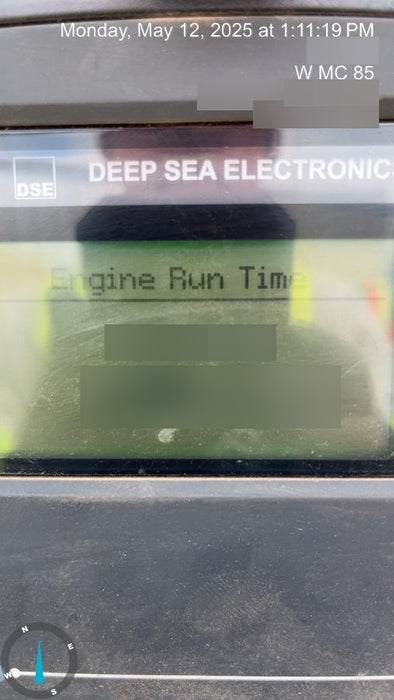 Monday, May 12, 2025 at 1:11:19 PM
W MC 85
DSE
DEEP SEA ELECTRONICS
Engine Run Time
N
E
W
S